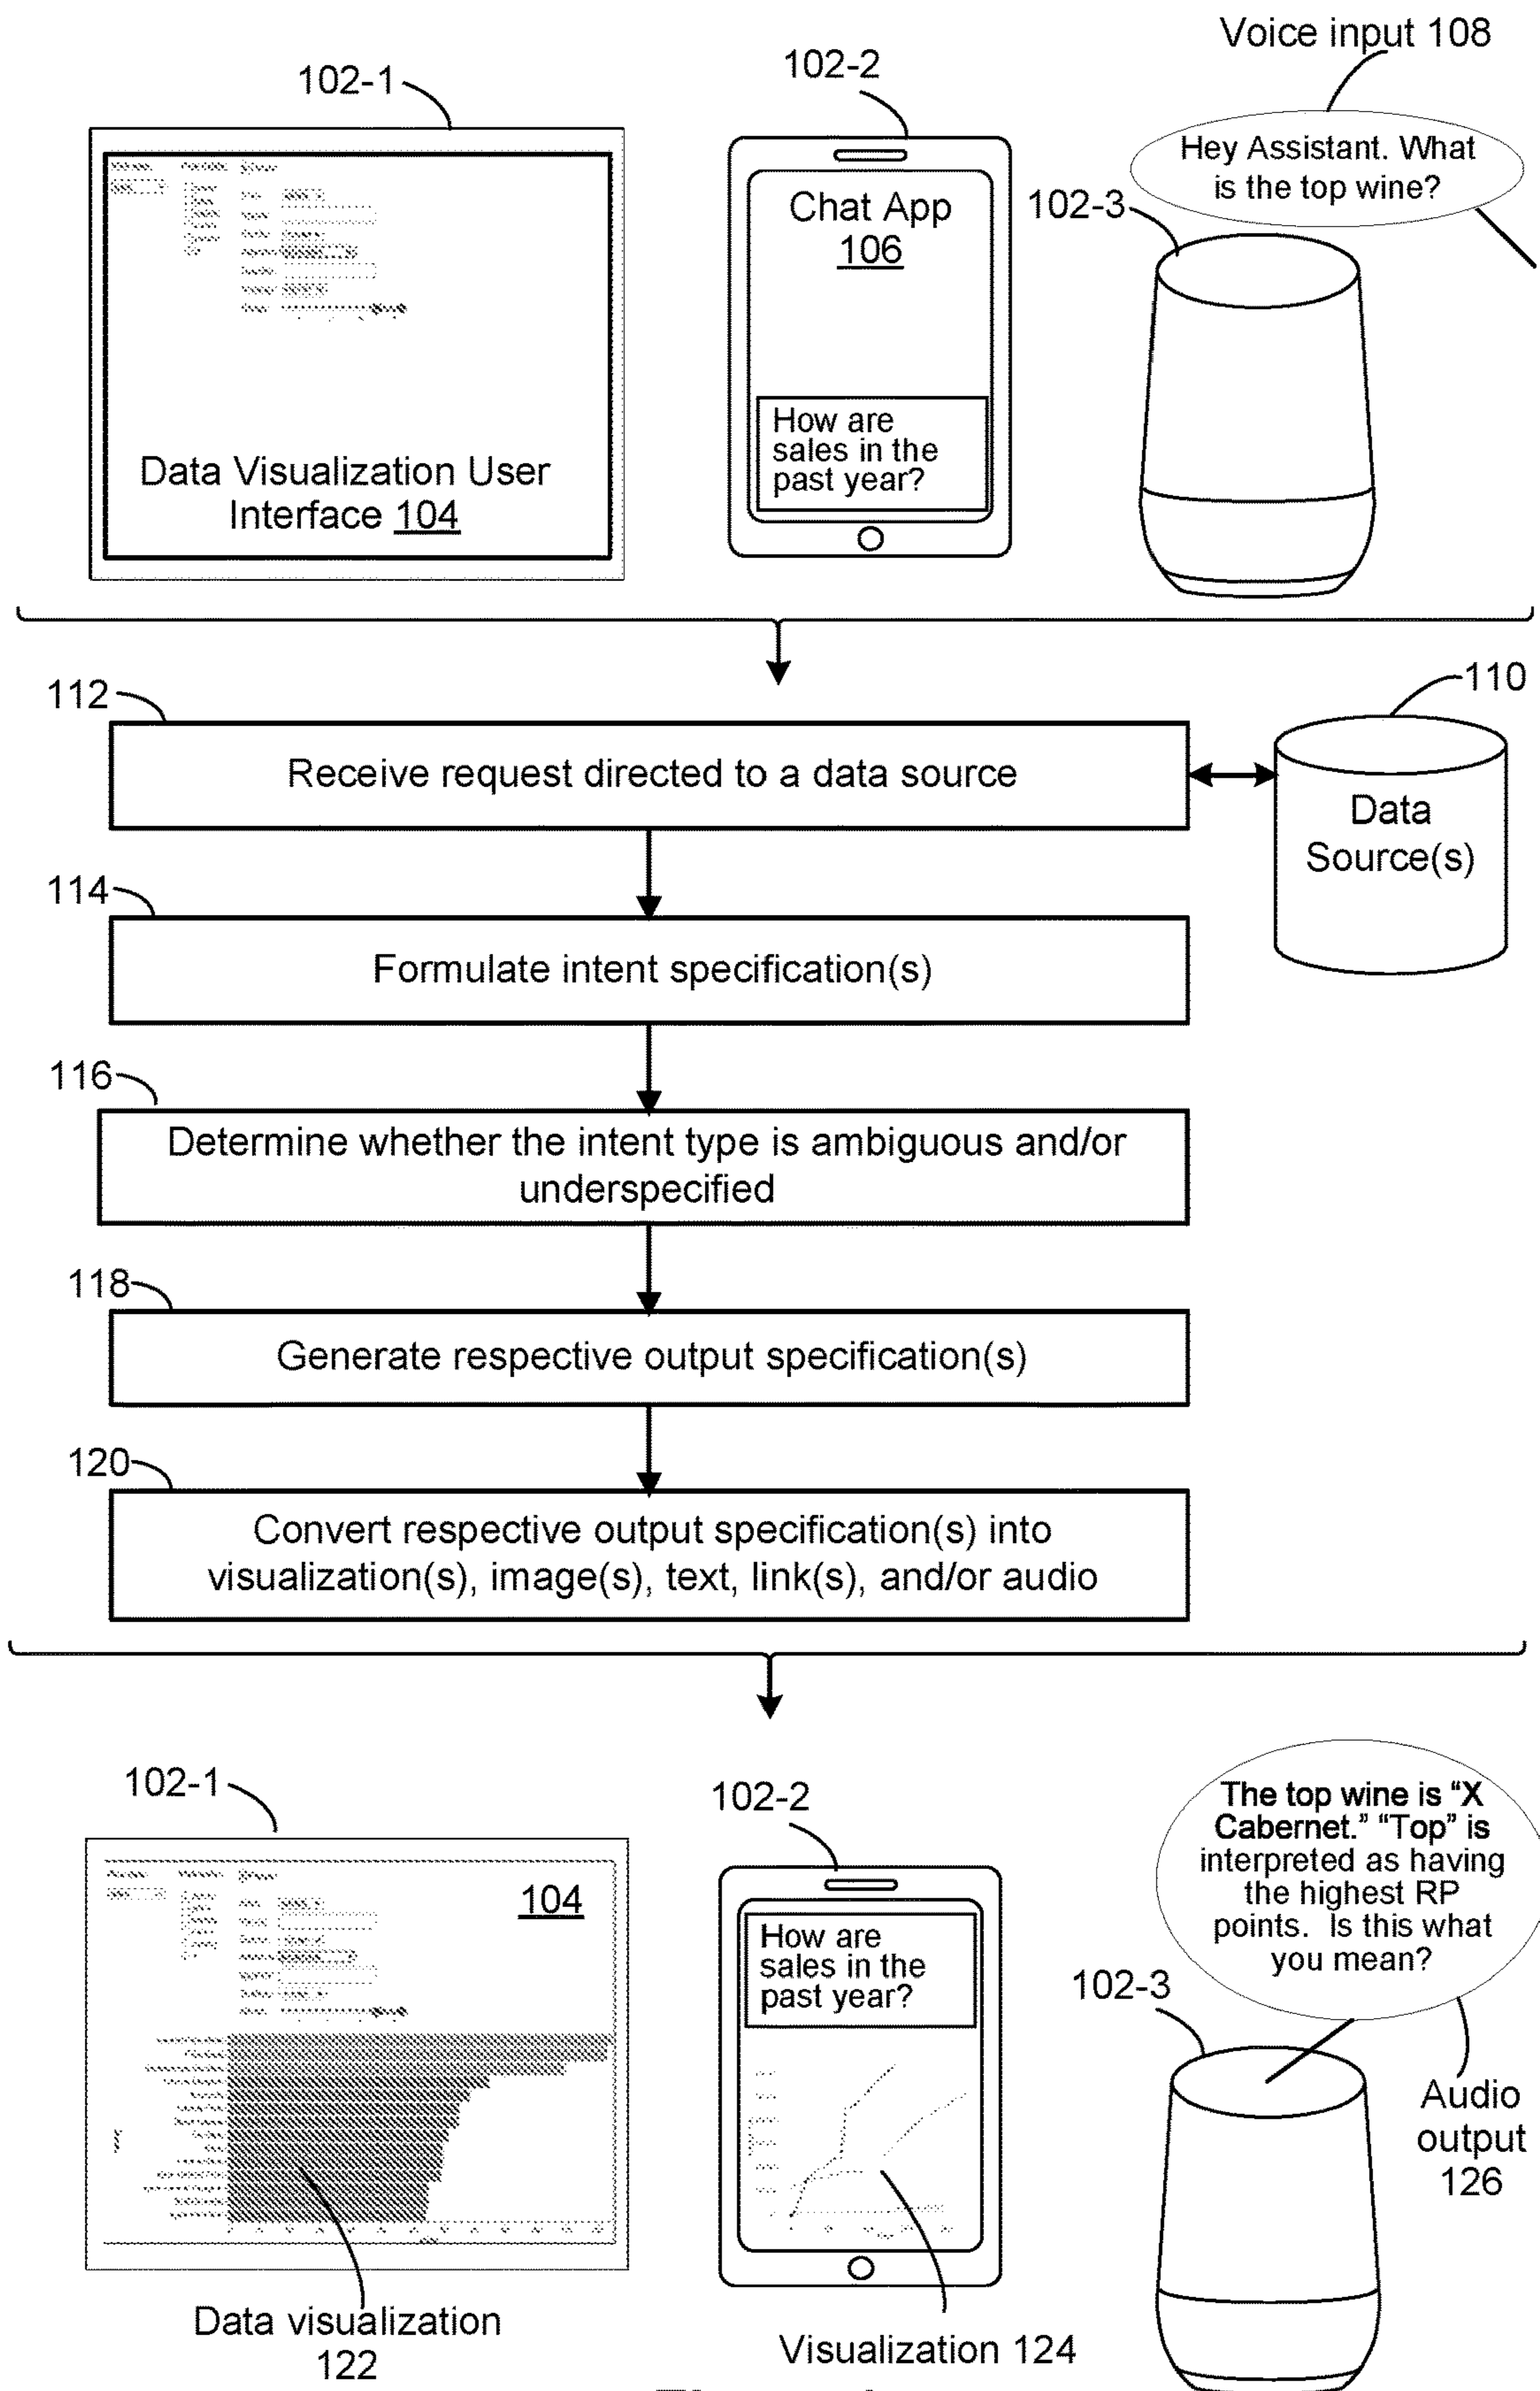 Voice input 108
102-1
102-2
Hey Assistant. What
is the top wine?
102-3
Chat App
106
How are
sales in the
past year?
Data Visualization User
Interface 104
112
110
Receive request directed to a data source
Data
Source(s)
114
Formulate intent specification(s)
116
Determine whether the intent type is ambiguous and/or
underspecified
118
Generate respective output specification(s)
120
Convert respective output specification(s) into
visualization(s), image(s), text, link(s), and/or audio
102-1
102-2
The top wine is “X
Cabernet.” “Top” is
interpreted as having
the highest RP
points. Is this what
you mean?
104
How are
sales in the
past year?
102-3
Audio
output
126
Data visualization
122
Visualization 124